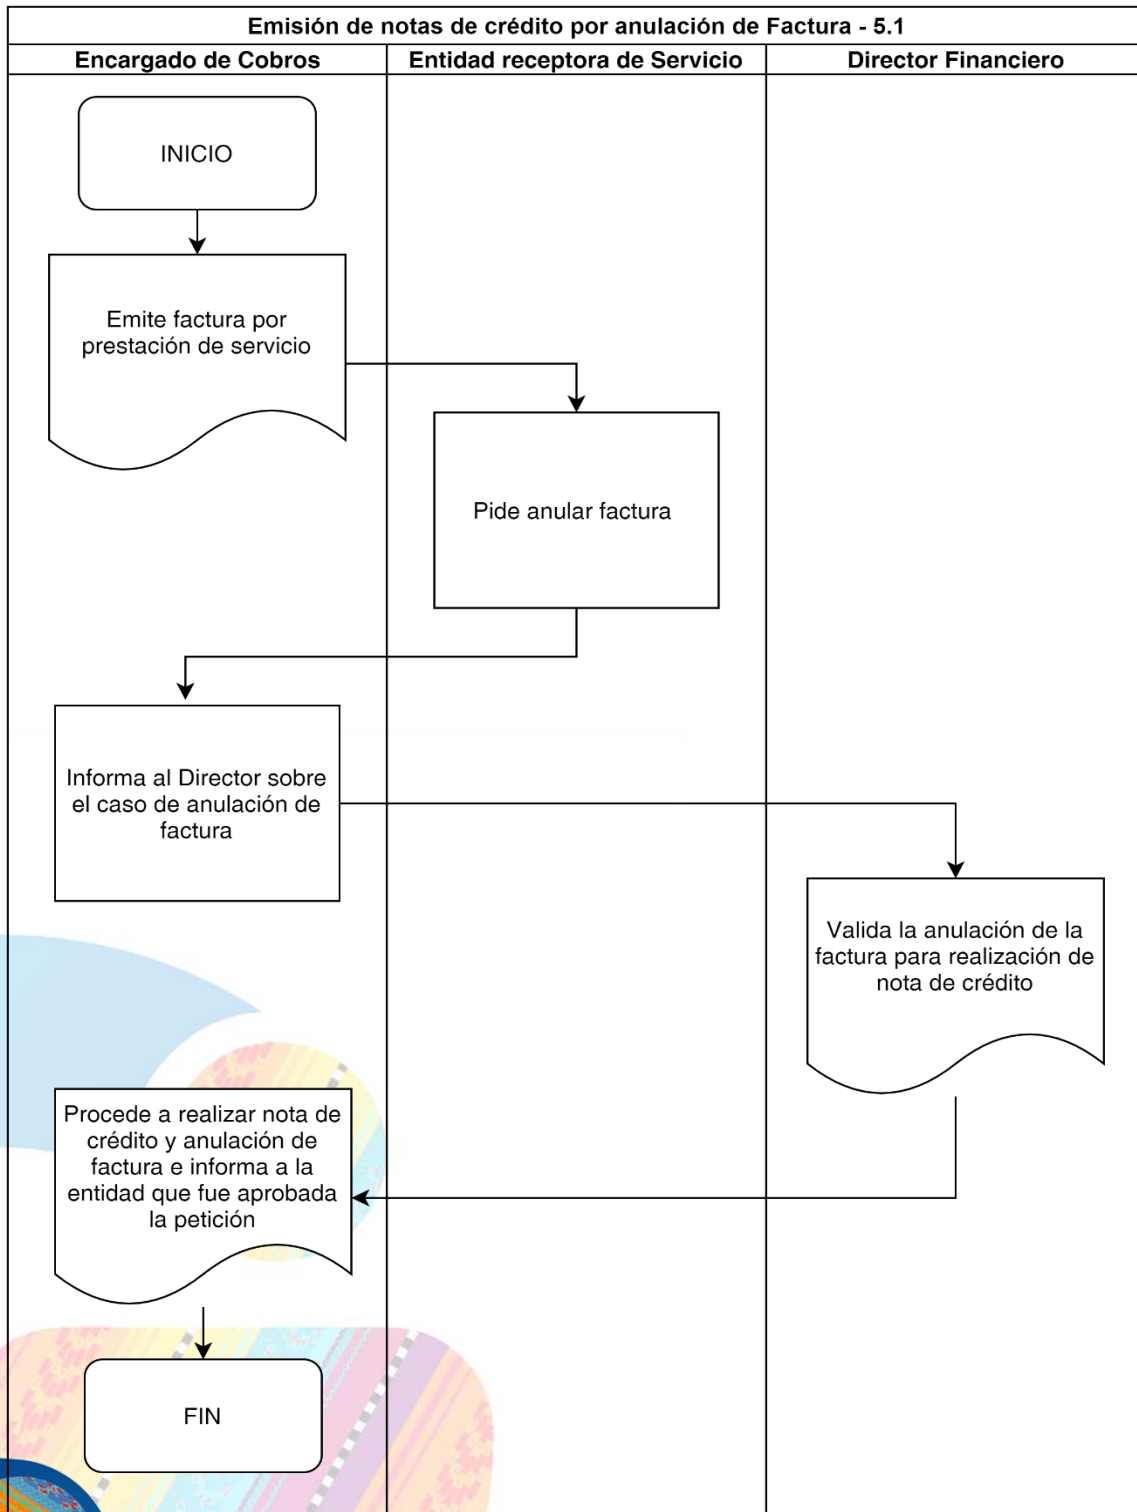 Emisión de notas de crédito por anulación de Factura - 5.1
Encargado de Cobros
Entidad receptora de Servicio
Director Financiero
INICIO
Emite factura por
prestación de servicio
Pide anular factura
Informa al Director sobre
el caso de anulación de
factura
Valida la anulación de la
factura para realización de
nota de crédito
Procede a realizar nota de
crédito y anulación de
factura e informa a la
entidad que fue aprobada
la petición
FIN